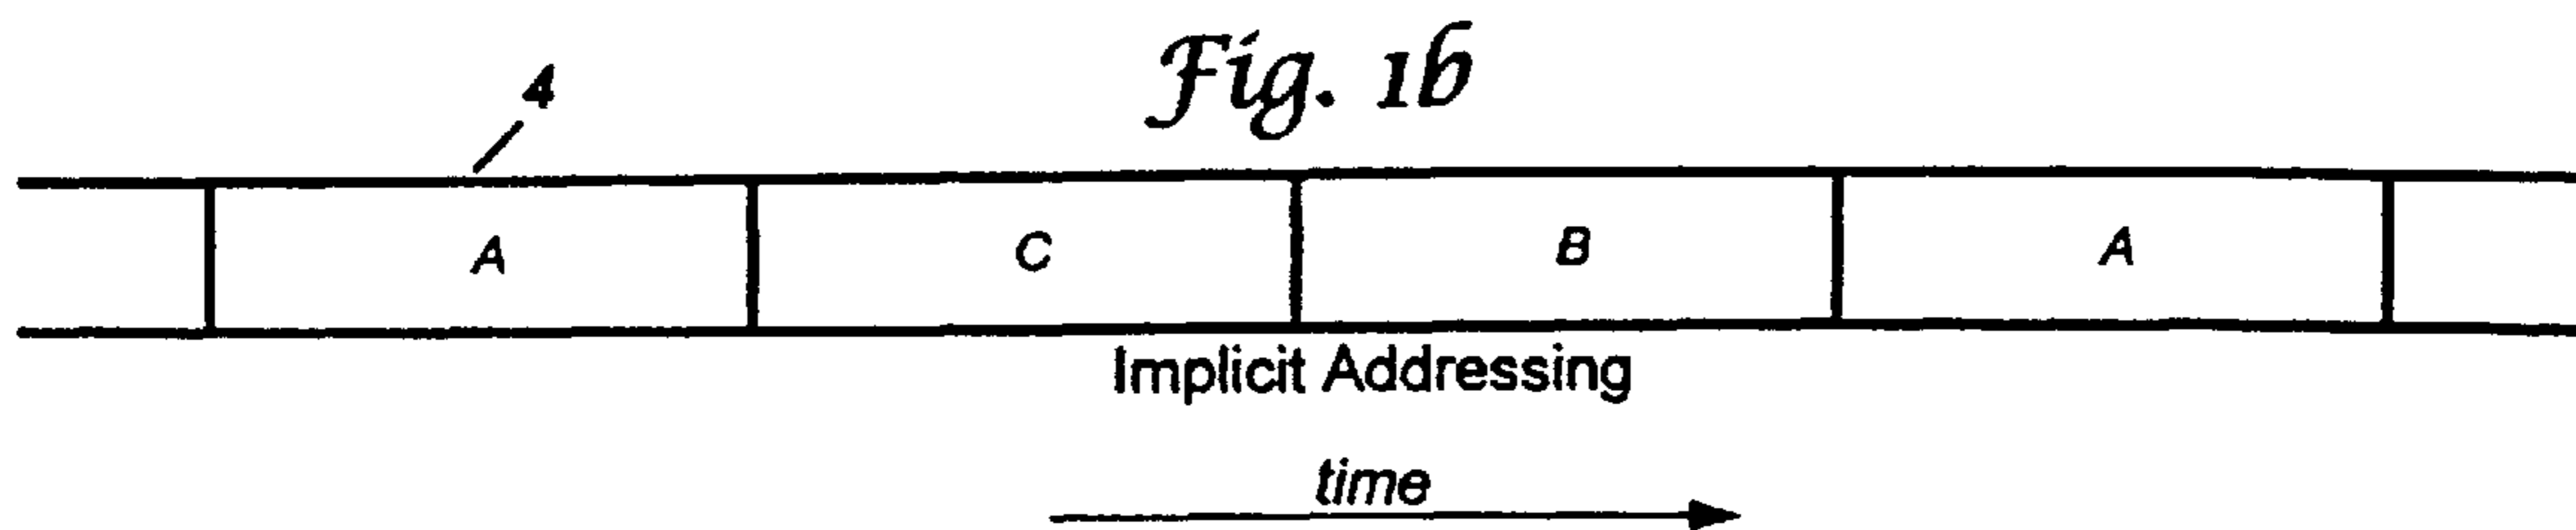 Fig. 1b
4
A C B A
Implicit Addressing
time